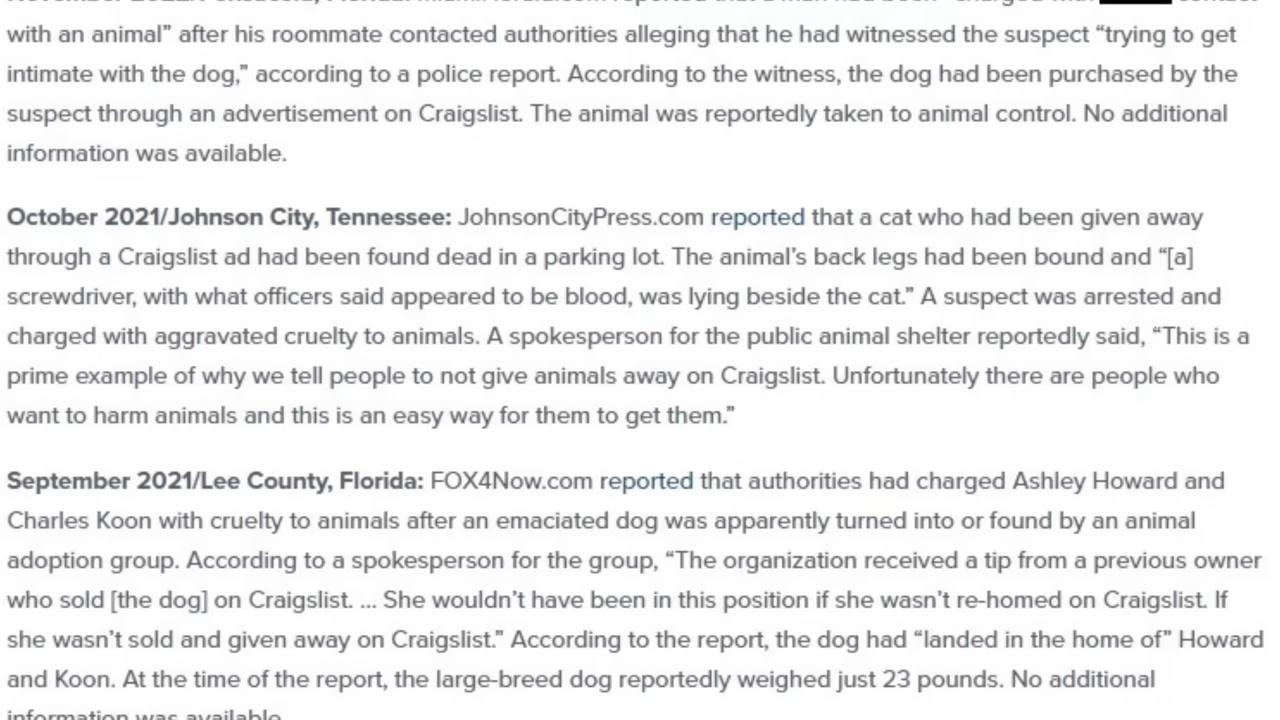 with an animal” after his roommate contacted authorities alleging that he had witnessed the suspect “trying to get
intimate with the dog,” according to a police report. According to the witness, the dog had been purchased by the
suspect through an advertisement on Craigslist. The animal was reportedly taken to animal control. No additional
information was available.
October 2021/Johnson City, Tennessee: JohnsonCityPress.com reported that a cat who had been given away
through a Craigslist ad had been found dead in a parking lot. The animal’s back legs had been bound and “[a]
screwdriver, with what officers said appeared to be blood, was lying beside the cat.” A suspect was arrested and
charged with aggravated cruelty to animals. A spokesperson for the public animal shelter reportedly said, “This is a
prime example of why we tell people to not give animals away on Craigslist. Unfortunately there are people who
want to harm animals and this is an easy way for them to get them.”
September 2021/Lee County, Florida: FOX4Now.com reported that authorities had charged Ashley Howard and
Charles Koon with cruelty to animals after an emaciated dog was apparently turned into or found by an animal
adoption group. According to a spokesperson for the group, “The organization received a tip from a previous owner
who sold [the dog] on Craigslist. ... She wouldn’t have been in this position if she wasn’t re-homed on Craigslist. If
she wasn’t sold and given away on Craigslist.” According to the report, the dog had “landed in the home of” Howard
and Koon. At the time of the report, the large-breed dog reportedly weighed just 23 pounds. No additional
information was available.